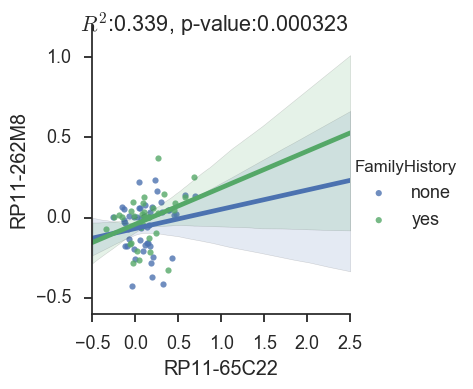 R²:0.339, p-value:0.000323
1.0
0.5
0.0
−0.5
RP11-262M8
−0.5 0.0 0.5 1.0 1.5 2.0 2.5
RP11-65C22
FamilyHistory
none
yes